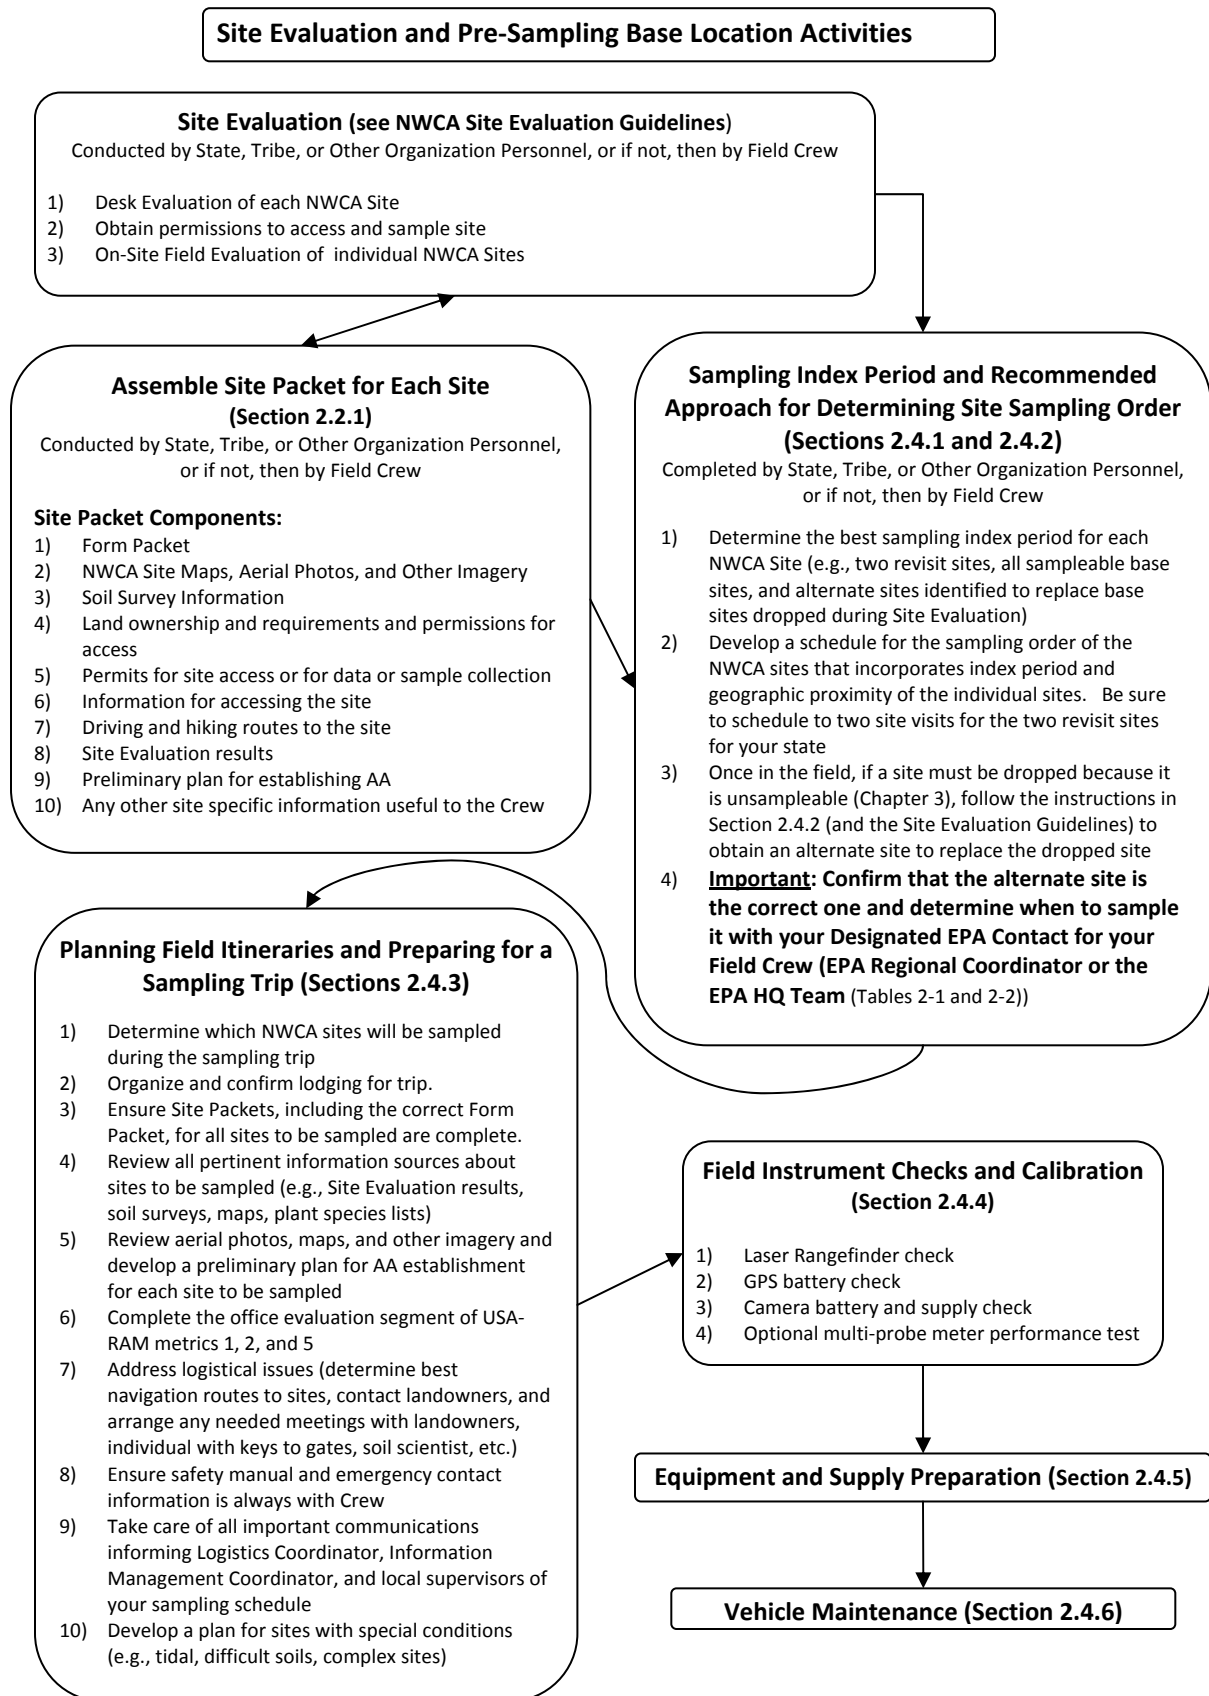 Site Evaluation and Pre-Sampling Base Location Activities
Site Evaluation (see NWCA Site Evaluation Guidelines)
Conducted by State, Tribe, or Other Organization Personnel, or if not, then by Field Crew
1) Desk Evaluation of each NWCA Site
2) Obtain permissions to access and sample site
3) On-Site Field Evaluation of individual NWCA Sites
Assemble Site Packet for Each Site
(Section 2.2.1)
Conducted by State, Tribe, or Other Organization Personnel,
or if not, then by Field Crew
Site Packet Components:
1) Form Packet
2) NWCA Site Maps, Aerial Photos, and Other Imagery
3) Soil Survey Information
4) Land ownership and requirements and permissions for
access
5) Permits for site access or for data or sample collection
6) Information for accessing the site
7) Driving and hiking routes to the site
8) Site Evaluation results
9) Preliminary plan for establishing AA
10) Any other site specific information useful to the Crew
Sampling Index Period and Recommended
Approach for Determining Site Sampling Order
(Sections 2.4.1 and 2.4.2)
Completed by State, Tribe, or Other Organization Personnel,
or if not, then by Field Crew
1) Determine the best sampling index period for each
NWCA Site (e.g., two revisit sites, all sampleable base
sites, and alternate sites identified to replace base
sites dropped during Site Evaluation)
2) Develop a schedule for the sampling order of the
NWCA sites that incorporates index period and
geographic proximity of the individual sites. Be sure
to schedule to two site visits for the two revisit sites
for your state
3) Once in the field, if a site must be dropped because it
is unsampleable (Chapter 3), follow the instructions in
Section 2.4.2 (and the Site Evaluation Guidelines) to
obtain an alternate site to replace the dropped site
4) Important: Confirm that the alternate site is
the correct one and determine when to sample
it with your Designated EPA Contact for your
Field Crew (EPA Regional Coordinator or the
EPA HQ Team (Tables 2-1 and 2-2))
Planning Field Itineraries and Preparing for a
Sampling Trip (Sections 2.4.3)
1) Determine which NWCA sites will be sampled
during the sampling trip
2) Organize and confirm lodging for trip.
3) Ensure Site Packets, including the correct Form
Packet, for all sites to be sampled are complete.
4) Review all pertinent information sources about
sites to be sampled (e.g., Site Evaluation results,
soil surveys, maps, plant species lists)
5) Review aerial photos, maps, and other imagery and
develop a preliminary plan for AA establishment
for each site to be sampled
6) Complete the office evaluation segment of USA-
RAM metrics 1, 2, and 5
7) Address logistical issues (determine best
navigation routes to sites, contact landowners, and
arrange any needed meetings with landowners,
individual with keys to gates, soil scientist, etc.)
8) Ensure safety manual and emergency contact
information is always with Crew
9) Take care of all important communications
informing Logistics Coordinator, Information
Management Coordinator, and local supervisors of
your sampling schedule
10) Develop a plan for sites with special conditions
(e.g., tidal, difficult soils, complex sites)
Field Instrument Checks and Calibration
(Section 2.4.4)
1) Laser Rangefinder check
2) GPS battery check
3) Camera battery and supply check
4) Optional multi-probe meter performance test
Equipment and Supply Preparation (Section 2.4.5)
Vehicle Maintenance (Section 2.4.6)